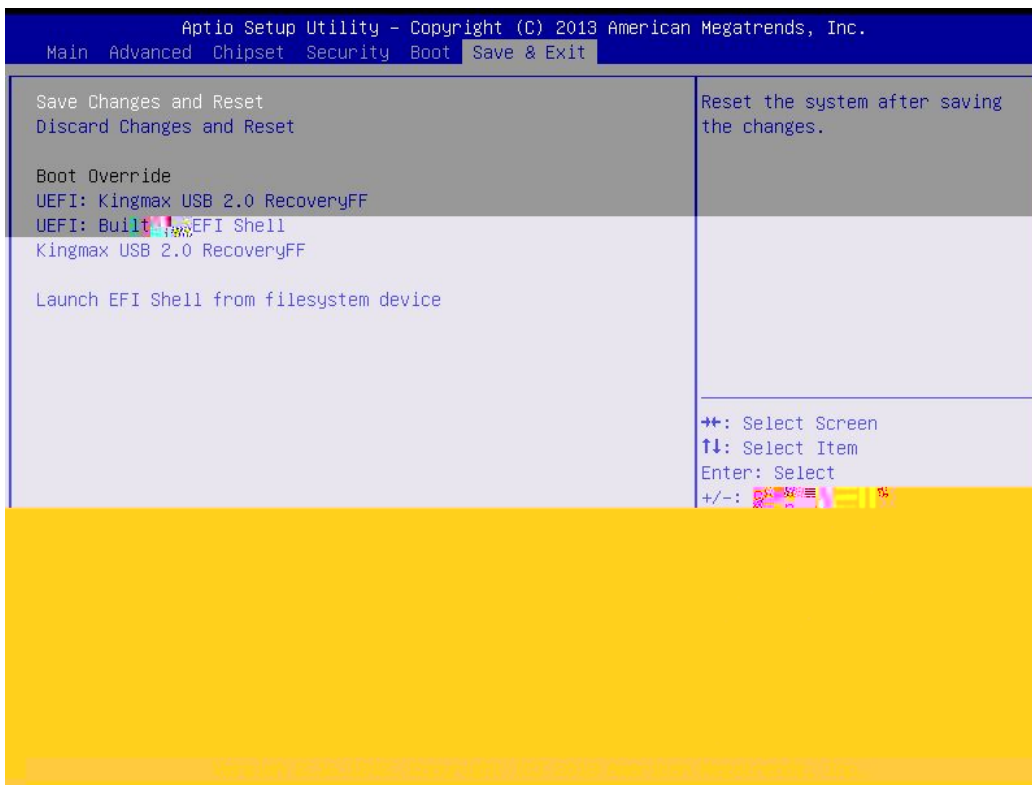 Aptio Setup Utility – Copyright (C) 2013 American Megatrends, Inc.
Main Advanced Chipset Security Boot Save & Exit
Save Changes and Reset
Discard Changes and Reset
Boot Override
UEFI: Kingmax USB 2.0 RecoveryFF
UEFI: Built EFI Shell
Kingmax USB 2.0 RecoveryFF
Launch EFI Shell from filesystem device
Reset the system after saving
the changes.
→←: Select Screen
↑↓: Select Item
Enter: Select
+/-: